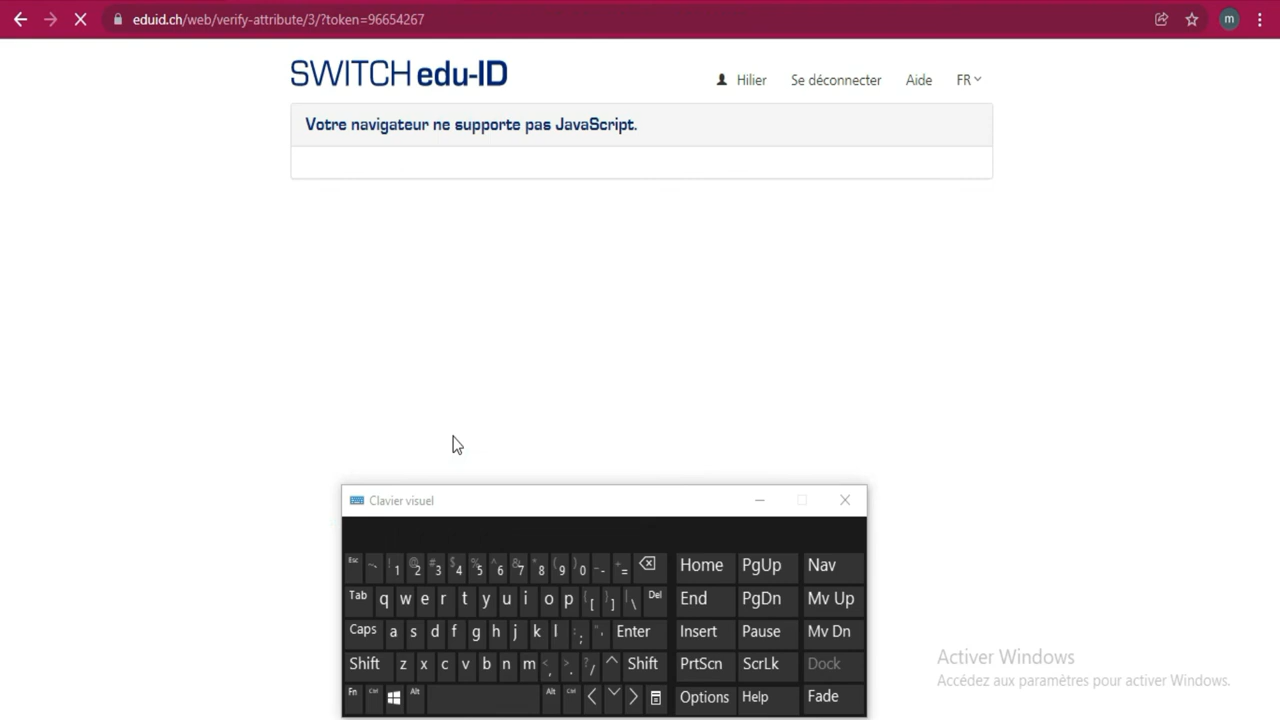 eduid.ch/web/verify-attribute/3/?token=96654267
m
SWITCH edu-ID
Hilier
Se déconnecter
Aide
FR
Votre navigateur ne supporte pas JavaScript.
Clavier visuel
Esc ~ ` ! 1 @ 2 # 3 $ 4 % 5 ^ 6 & 7 * 8 ( 9 ) 0 _ - + = Home PgUp Nav
Tab q w e r t y u i o p { [ } ] | \ Del End PgDn Mv Up
Caps a s d f g h j k l : ; " ' Enter Insert Pause Mv Dn
Shift z x c v b n m < , > . ? / ^ Shift PrtScn ScrLk Dock
Fn Ctrl Alt Alt Ctrl Options Help Fade
Activer Windows
Accédez aux paramètres pour activer Windows.